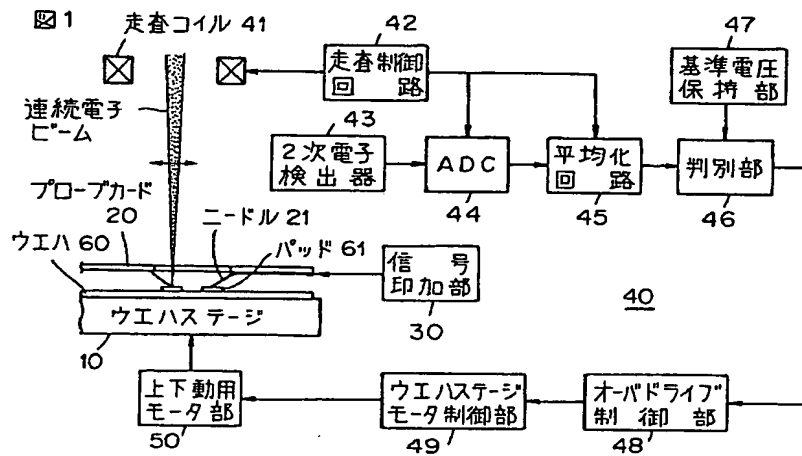 図1
走査コイル 41
42
走査制御
回路
47
基準電圧
保持部
連続電子
ビーム
43
2次電子
検出器
ADC
44
平均化
回路
45
判別部
46
プローブカード
20
ニードル 21
ウエハ 60
パッド 61
信号
印加部
30
40
ウエハステージ
10
上下動用
モータ部
50
ウエハステージ
モータ制御部
49
オーバドライブ
制御部
48